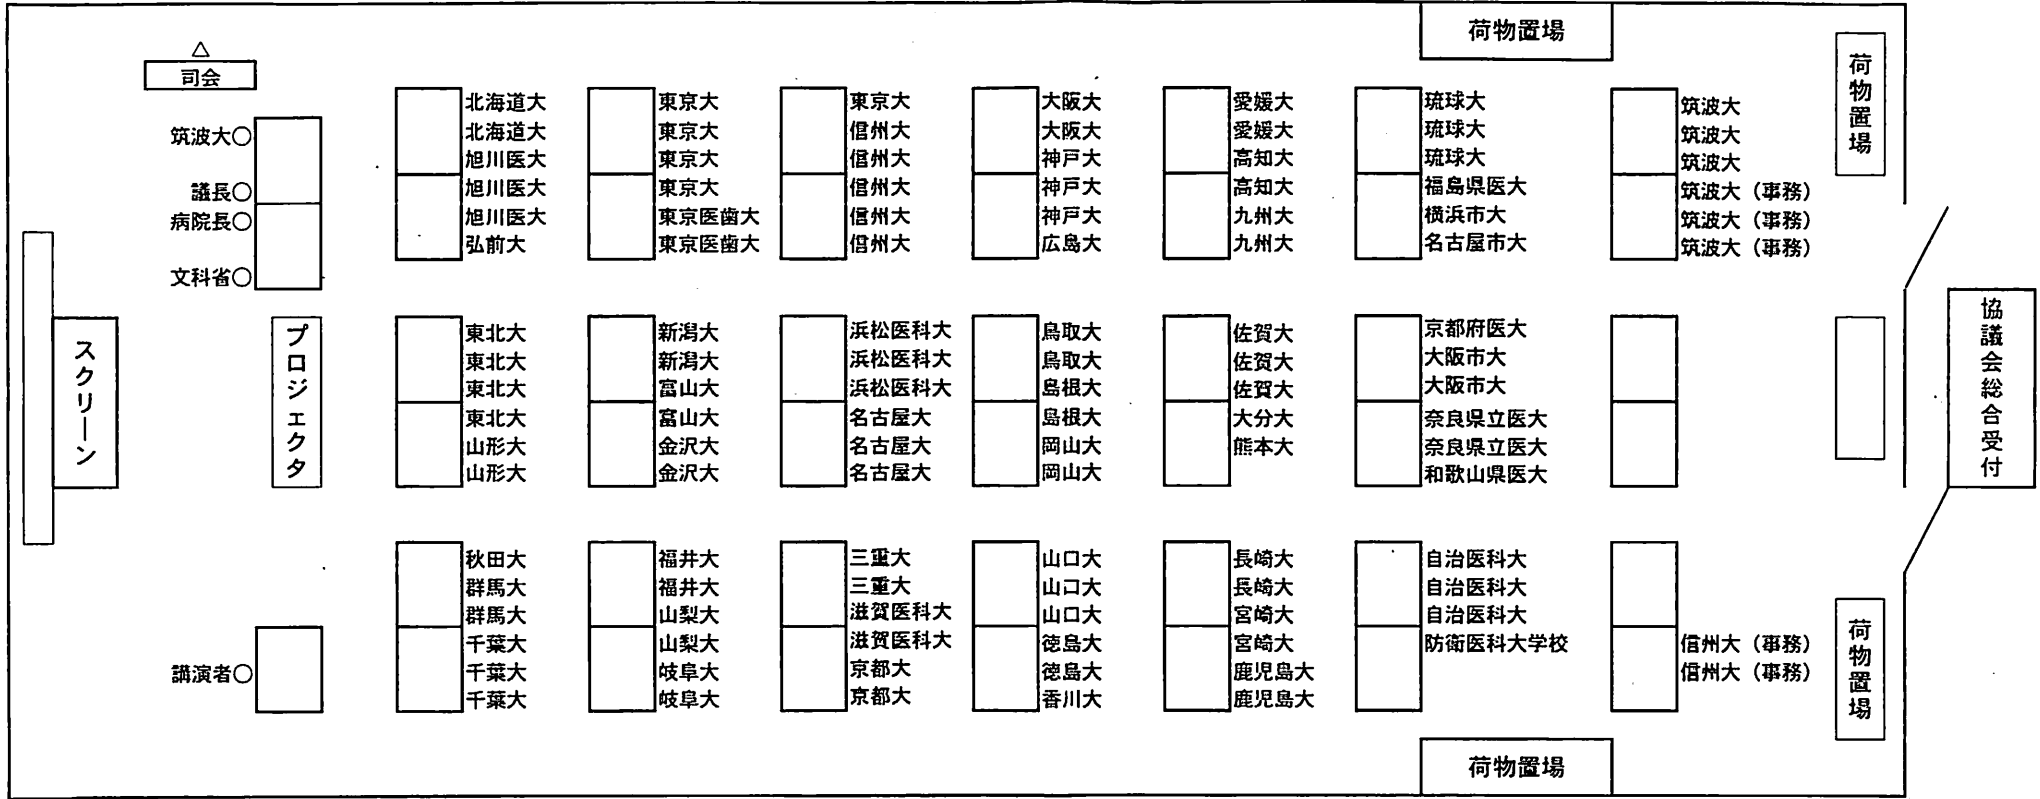 荷物置場
荷物置場
△
司会
筑波大○
議長○
病院長○
文科省○
北海道大
北海道大
旭川医大
旭川医大
旭川医大
弘前大
東京大
東京大
東京大
東京大
東京医歯大
東京医歯大
東京大
信州大
信州大
信州大
信州大
信州大
大阪大
大阪大
神戸大
神戸大
神戸大
広島大
愛媛大
愛媛大
高知大
高知大
九州大
九州大
琉球大
琉球大
琉球大
福島県医大
横浜市大
名古屋市大
筑波大
筑波大
筑波大
筑波大（事務）
筑波大（事務）
筑波大（事務）
スクリーン
プロジェクタ
東北大
東北大
東北大
東北大
山形大
山形大
新潟大
新潟大
富山大
富山大
金沢大
金沢大
浜松医科大
浜松医科大
浜松医科大
名古屋大
名古屋大
名古屋大
鳥取大
鳥取大
島根大
島根大
岡山大
岡山大
佐賀大
佐賀大
佐賀大
大分大
熊本大
京都府医大
大阪市大
大阪市大
奈良県立医大
奈良県立医大
和歌山県医大
協議会総合受付
講演者○
秋田大
群馬大
群馬大
千葉大
千葉大
千葉大
福井大
福井大
山梨大
山梨大
岐阜大
岐阜大
三重大
三重大
滋賀医科大
滋賀医科大
京都大
京都大
山口大
山口大
山口大
徳島大
徳島大
香川大
長崎大
長崎大
宮崎大
宮崎大
鹿児島大
鹿児島大
自治医科大
自治医科大
自治医科大
防衛医科大学校
信州大（事務）
信州大（事務）
荷物置場
荷物置場